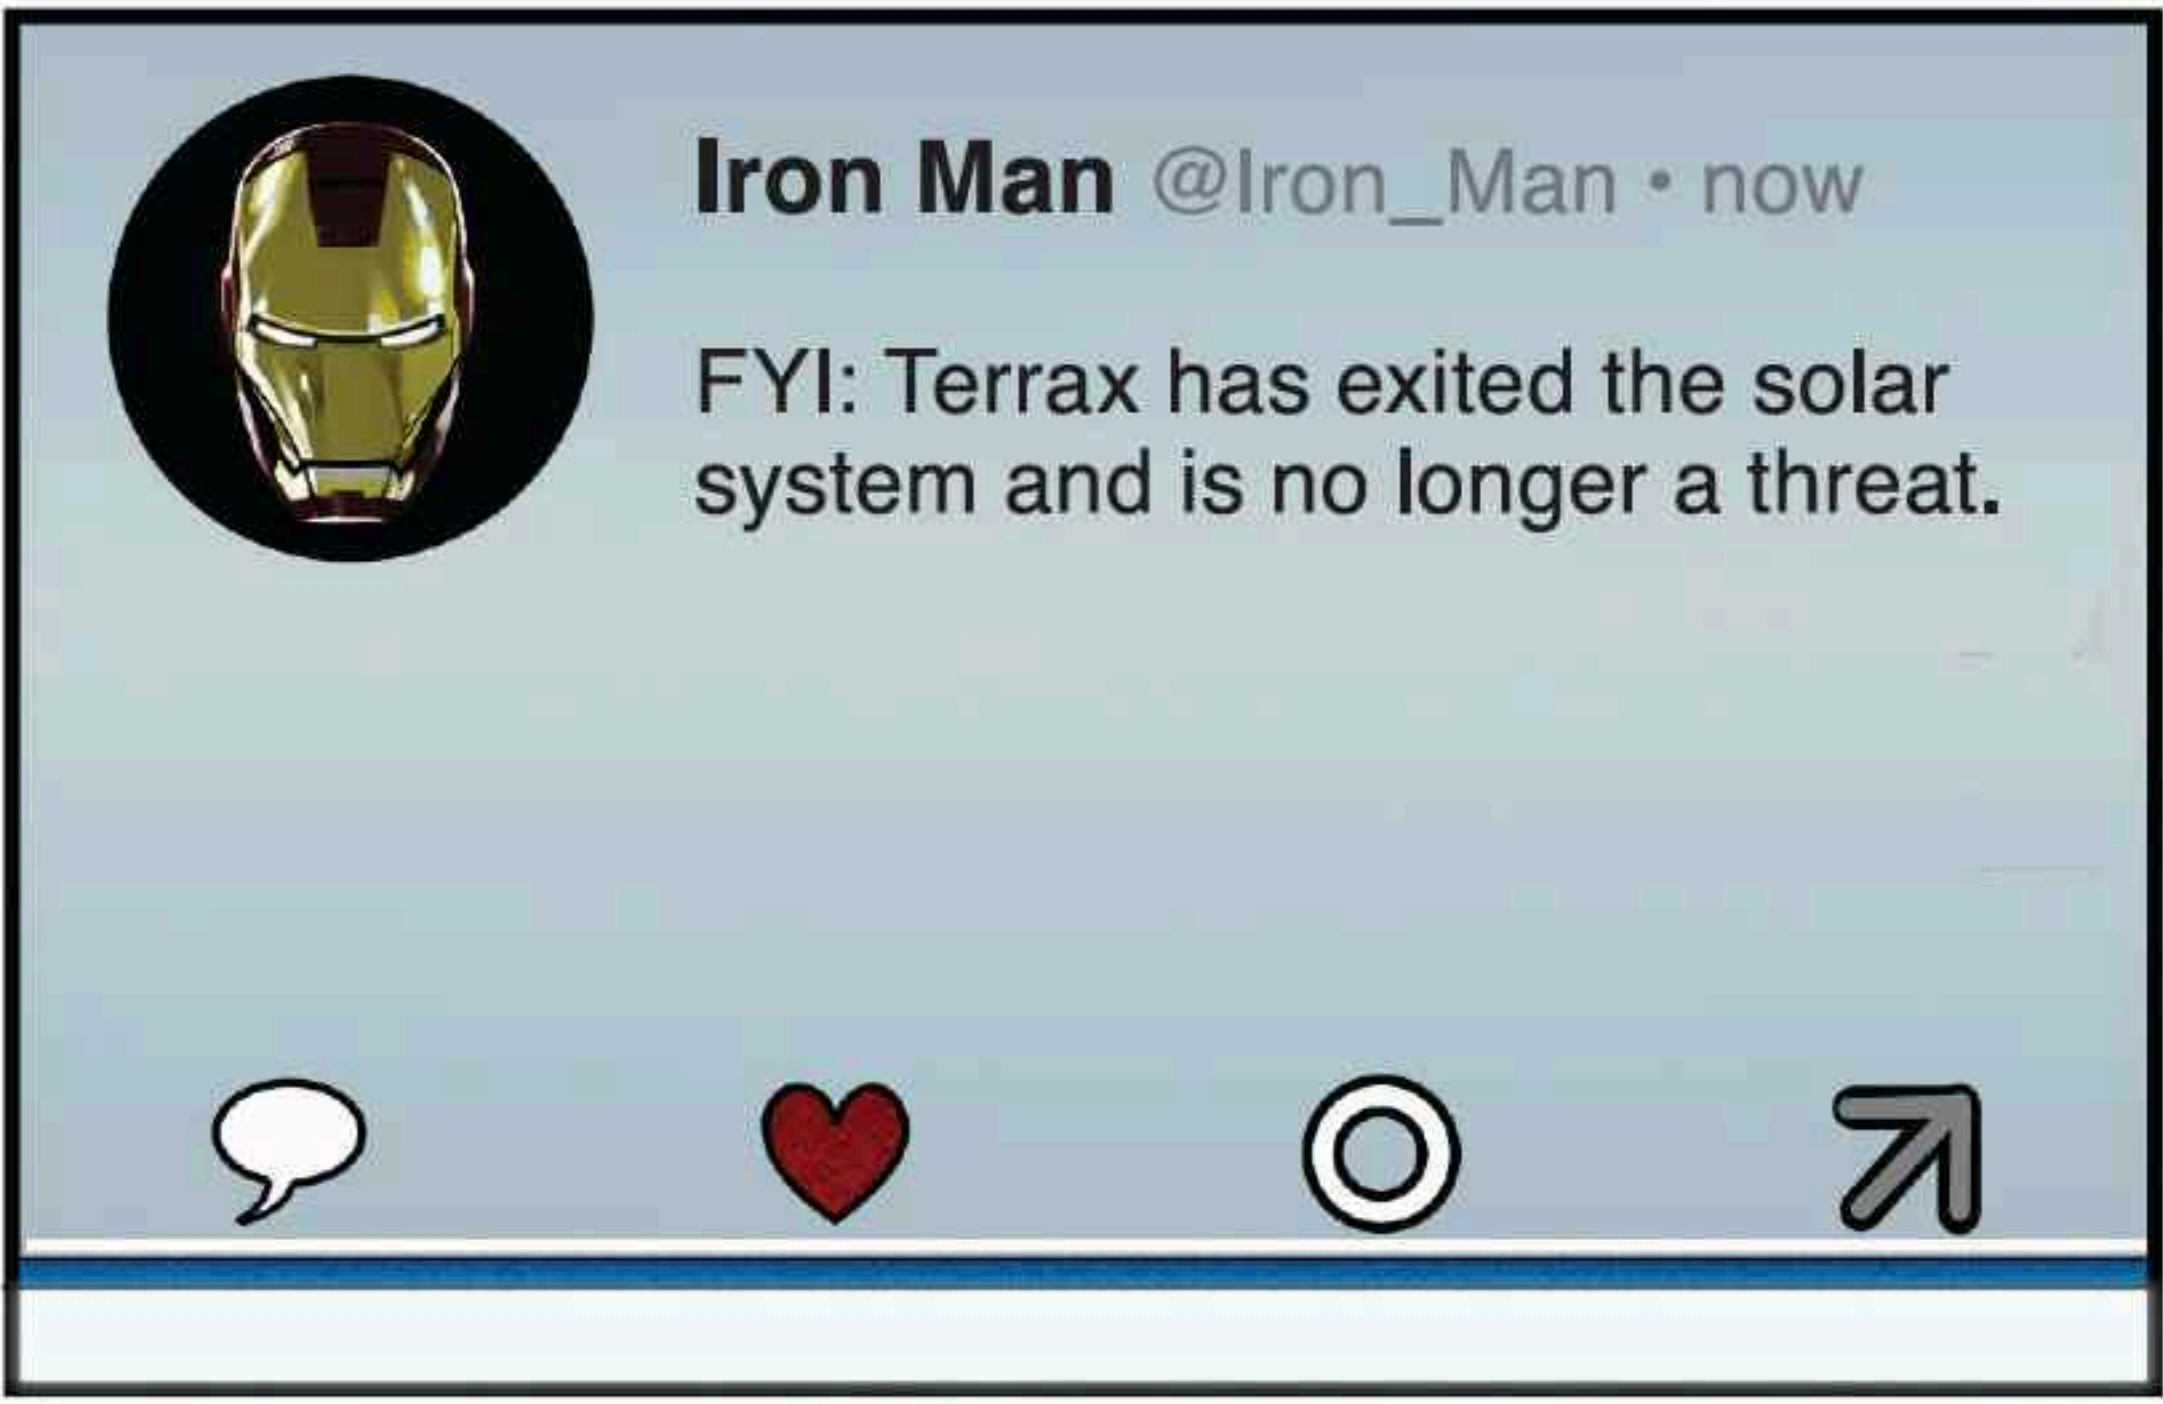 Iron Man @Iron_Man • now
FYI: Terrax has exited the solar
system and is no longer a threat.